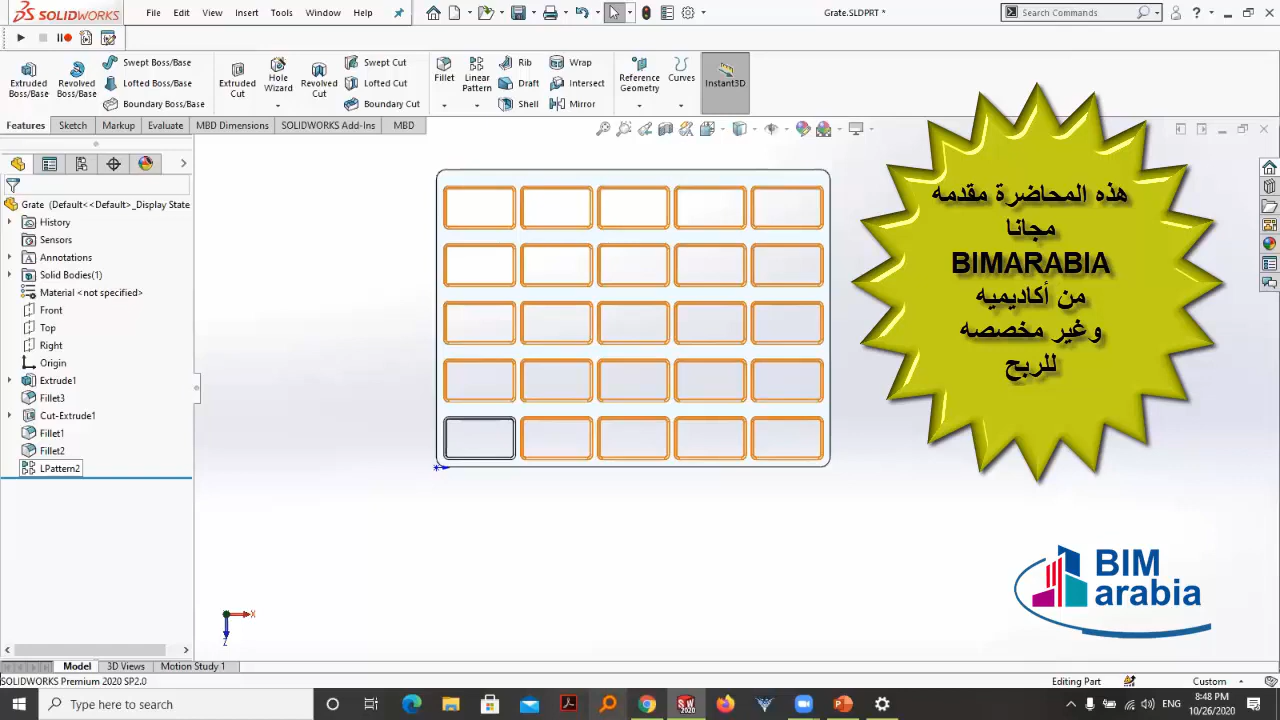 SOLIDWORKS File Edit View Insert Tools Window Help Grate.SLDPRT * Search Commands
Extruded Boss/Base
Revolved Boss/Base
Swept Boss/Base
Lofted Boss/Base
Boundary Boss/Base
Extruded Cut
Hole Wizard
Revolved Cut
Swept Cut
Lofted Cut
Boundary Cut
Fillet
Linear Pattern
Rib
Draft
Shell
Wrap
Intersect
Mirror
Reference Geometry
Curves
Instant3D
Features Sketch Markup Evaluate MBD Dimensions SOLIDWORKS Add-Ins MBD
Grate (Default<<Default>_Display State
History
Sensors
Annotations
Solid Bodies(1)
Material <not specified>
Front
Top
Right
Origin
Extrude1
Fillet3
Cut-Extrude1
Fillet1
Fillet2
LPattern2
هذه المحاضرة مقدمه
مجانا
BIMARABIA
من أكاديميه
وغير مخصصه
للربح
BIM
arabia
X
Z
Model 3D Views Motion Study 1
SOLIDWORKS Premium 2020 SP2.0 Editing Part Custom
Type here to search
SW
2020
ENG
8:48 PM
10/26/2020